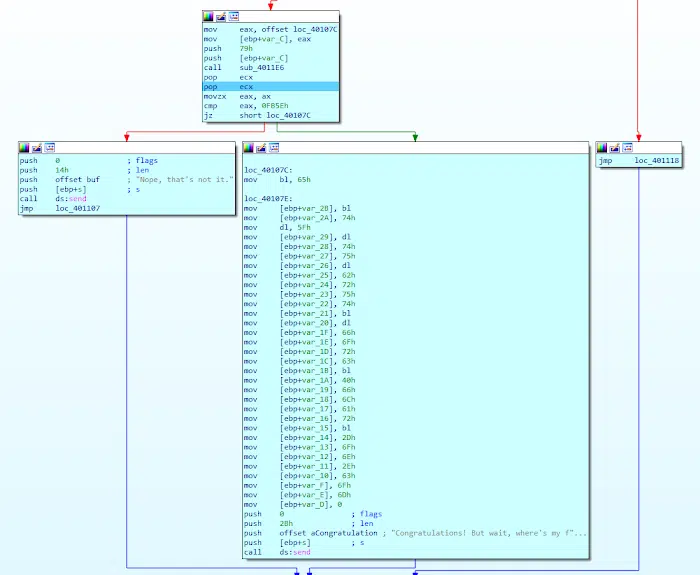 mov eax, offset loc_40107C
mov [ebp+var_C], eax
push 79h
push [ebp+var_C]
call sub_4011E6
pop ecx
pop ecx
movzx eax, ax
cmp eax, 0FB5Eh
jz short loc_40107C
push 0 ; flags
push 14h ; len
push offset buf ; "Nope, that's not it."
push [ebp+s] ; s
call ds:send
jmp loc_401107
loc_40107C:
mov bl, 65h
loc_40107E:
mov [ebp+var_2B], bl
mov [ebp+var_2A], 74h
mov dl, 5Fh
mov [ebp+var_29], dl
mov [ebp+var_28], 74h
mov [ebp+var_27], 75h
mov [ebp+var_26], dl
mov [ebp+var_25], 62h
mov [ebp+var_24], 72h
mov [ebp+var_23], 75h
mov [ebp+var_22], 74h
mov [ebp+var_21], bl
mov [ebp+var_20], dl
mov [ebp+var_1F], 66h
mov [ebp+var_1E], 6Fh
mov [ebp+var_1D], 72h
mov [ebp+var_1C], 63h
mov [ebp+var_1B], bl
mov [ebp+var_1A], 40h
mov [ebp+var_19], 66h
mov [ebp+var_18], 6Ch
mov [ebp+var_17], 61h
mov [ebp+var_16], 72h
mov [ebp+var_15], bl
mov [ebp+var_14], 2Dh
mov [ebp+var_13], 6Fh
mov [ebp+var_12], 6Eh
mov [ebp+var_11], 2Eh
mov [ebp+var_10], 63h
mov [ebp+var_F], 6Fh
mov [ebp+var_E], 6Dh
mov [ebp+var_D], 0
push 0 ; flags
push 28h ; len
push offset aCongratulation ; "Congratulations! But wait, where's my f"...
push [ebp+s] ; s
call ds:send
jmp loc_401118